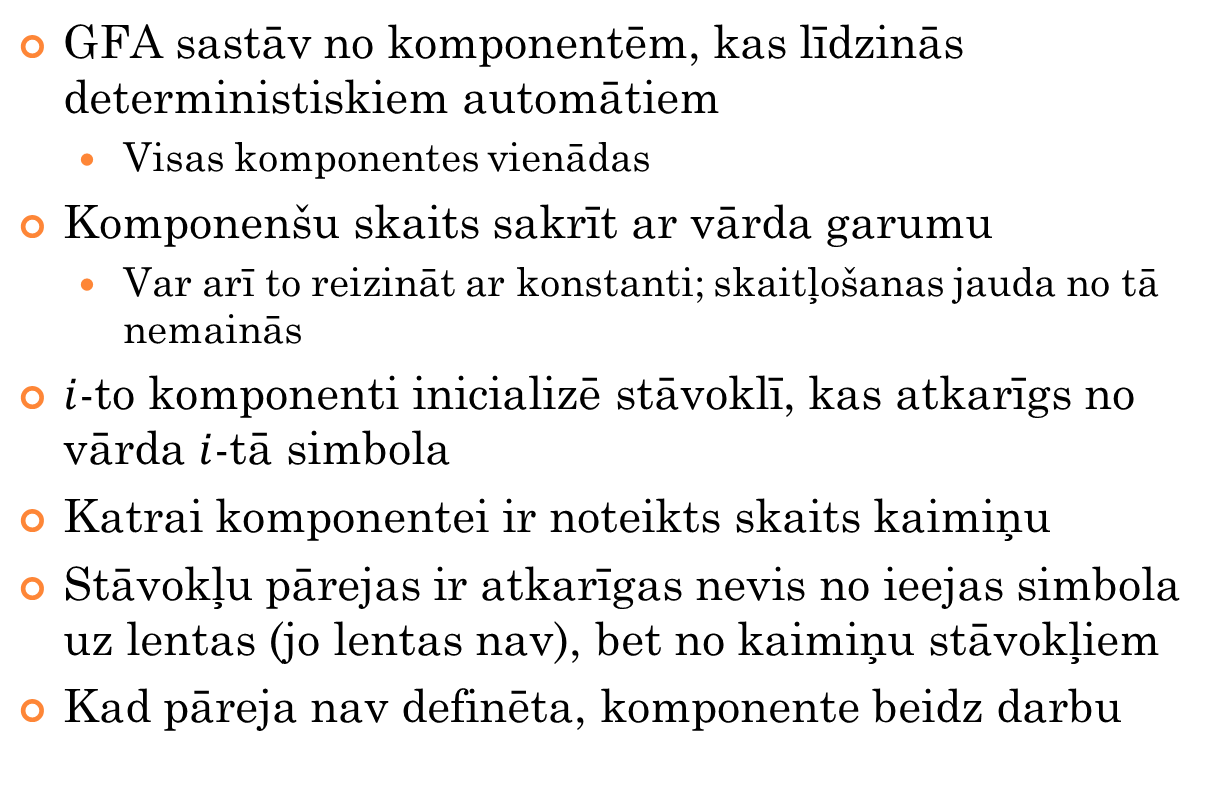 GFA sastāv no komponentēm, kas līdzinās
deterministiskiem automātiem
Visas komponentes vienādas
Komponenšu skaits sakrīt ar vārda garumu
Var arī to reizināt ar konstanti; skaitļošanas jauda no tā
nemainās
i-to komponenti inicializē stāvoklī, kas atkarīgs no
vārda i-tā simbola
Katrai komponentei ir noteikts skaits kaimiņu
Stāvokļu pārejas ir atkarīgas nevis no ieejas simbola
uz lentas (jo lentas nav), bet no kaimiņu stāvokļiem
Kad pāreja nav definēta, komponente beidz darbu